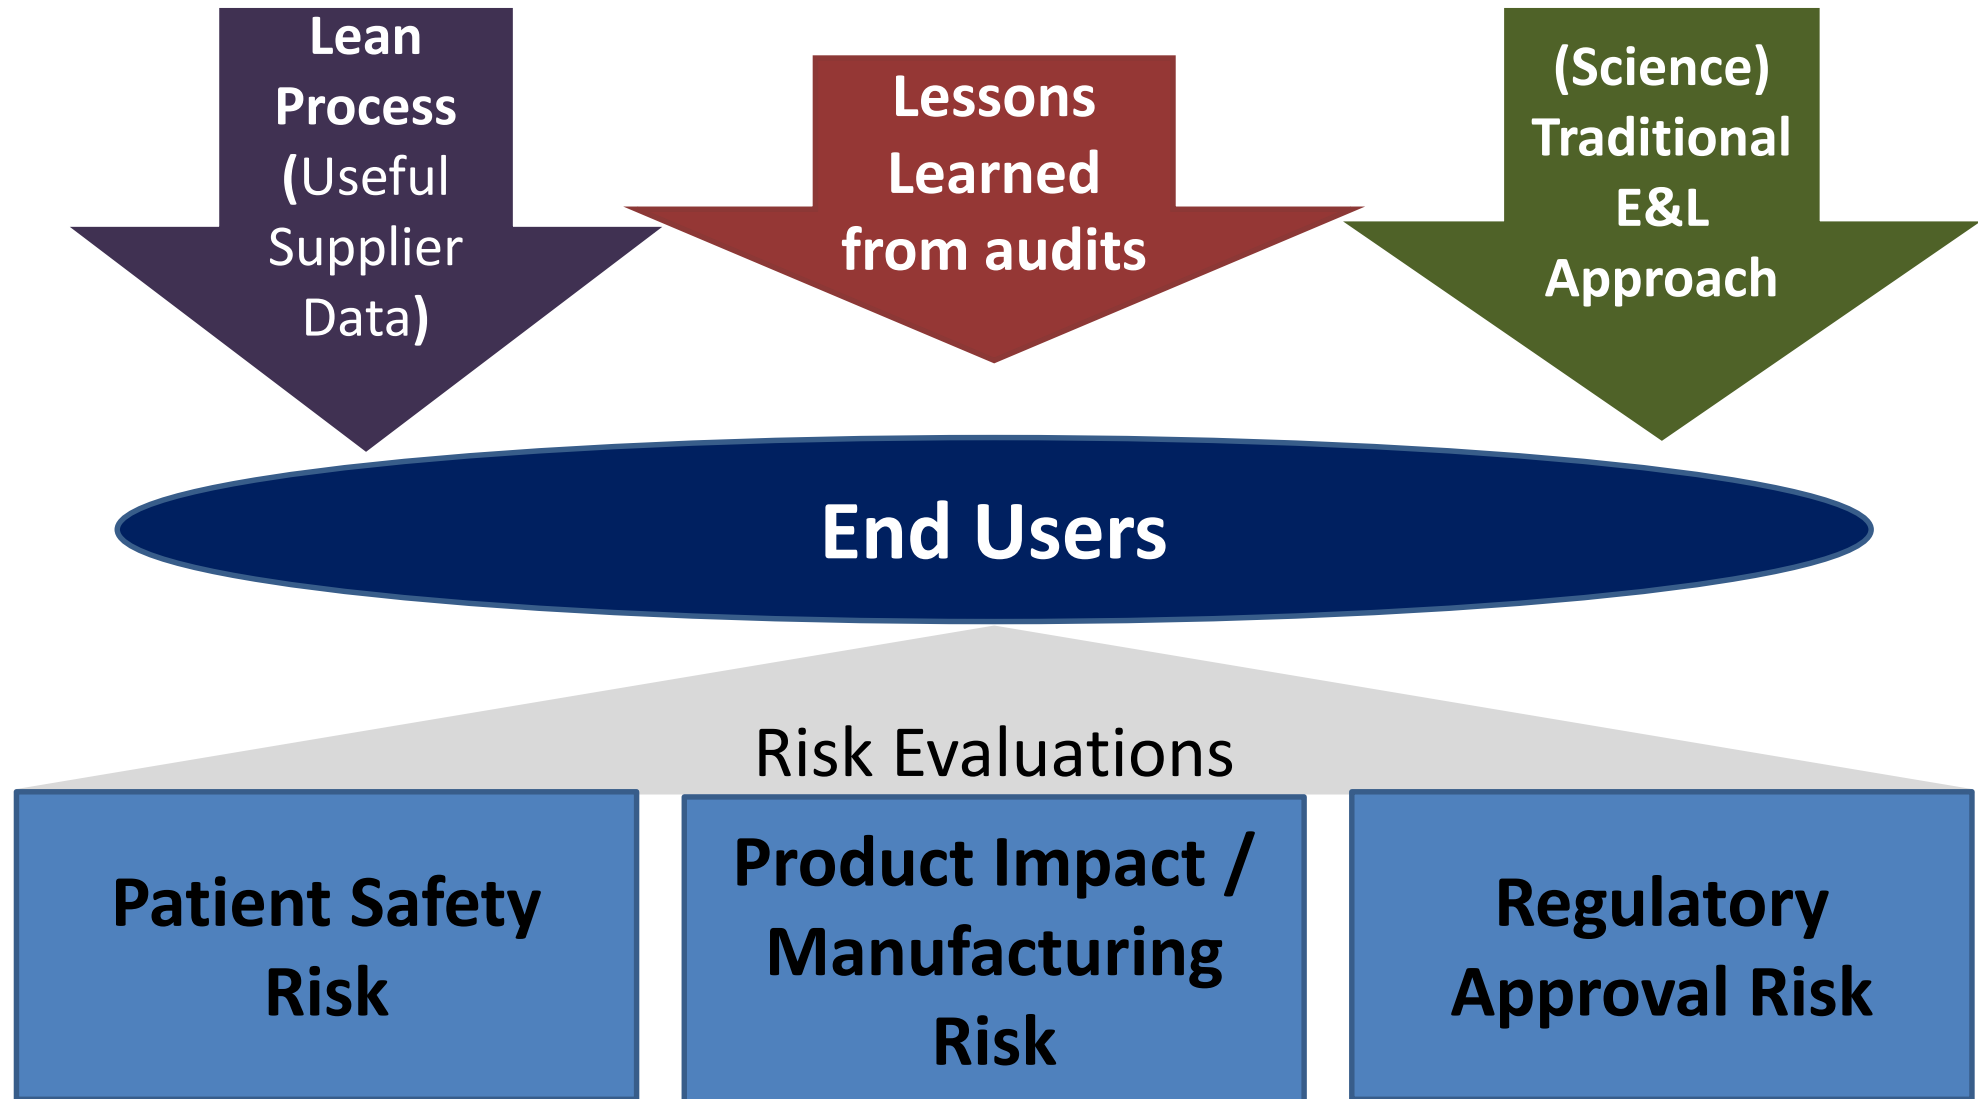 Lean
Process
(Useful
Supplier
Data)
Lessons
Learned
from audits
(Science)
Traditional
E&L
Approach
End Users
Risk Evaluations
Patient Safety
Risk
Product Impact /
Manufacturing
Risk
Regulatory
Approval Risk